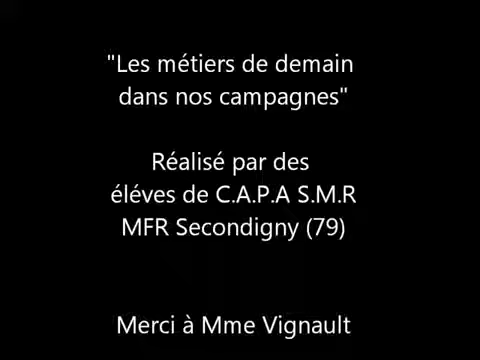 "Les métiers de demain
dans nos campagnes"
Réalisé par des
éléves de C.A.P.A S.M.R
MFR Secondigny (79)
Merci à Mme Vignault